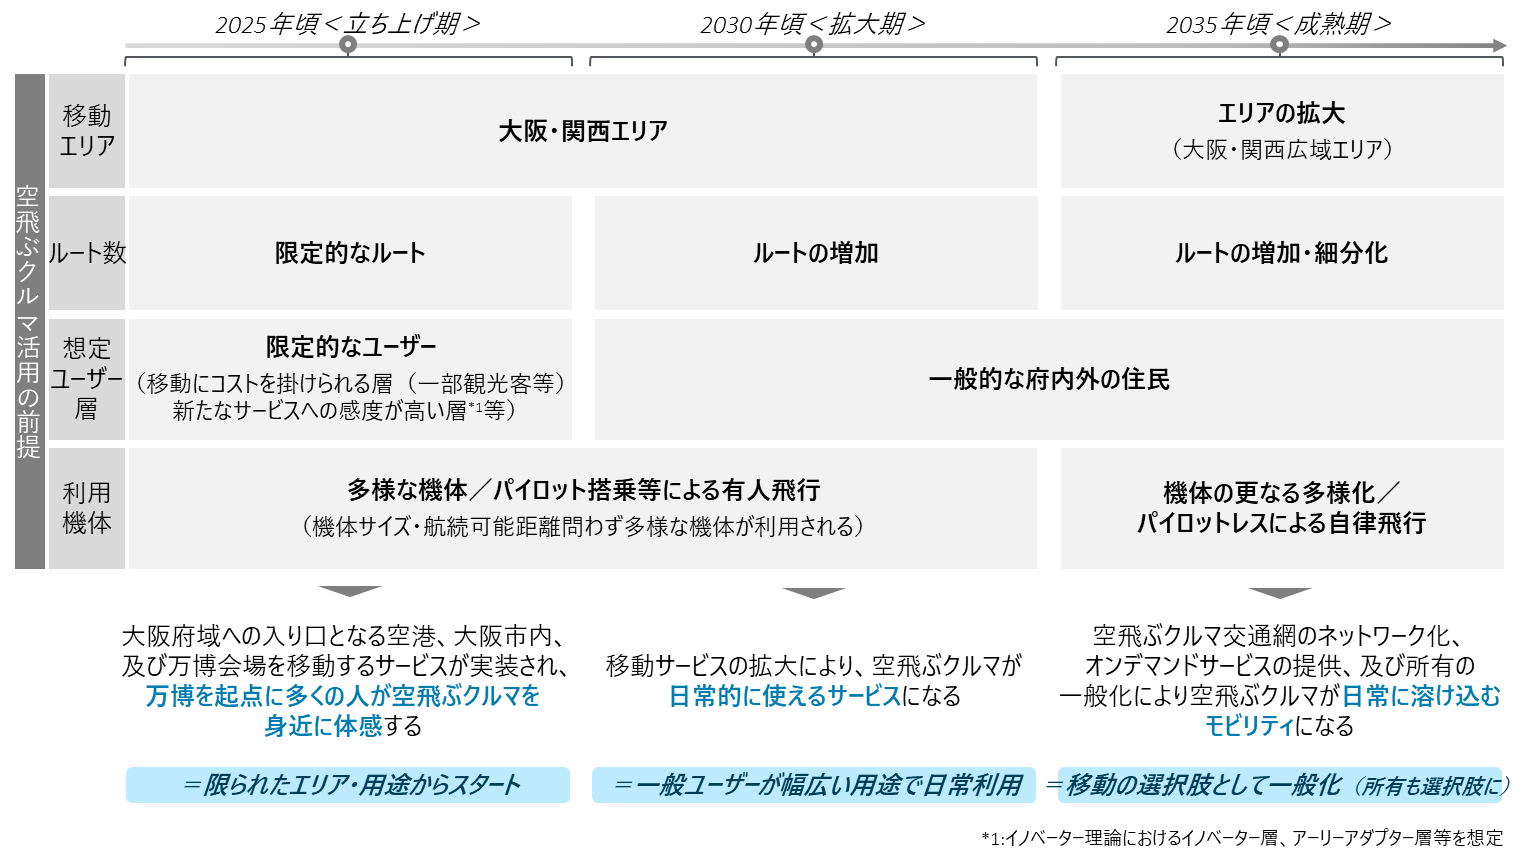 2025年頃＜立ち上げ期＞
2030年頃＜拡大期＞
2035年頃＜成熟期＞
空飛ぶクルマ活用の前提
移動
エリア
大阪・関西エリア
エリアの拡大
（大阪・関西広域エリア）
ルート数
限定的なルート
ルートの増加
ルートの増加・細分化
想定
ユーザー
層
限定的なユーザー
（移動にコストを掛けられる層（一部観光客等）
新たなサービスへの感度が高い層*1等）
一般的な府内外の住民
利用
機体
多様な機体／パイロット搭乗等による有人飛行
（機体サイズ・航続可能距離問わず多様な機体が利用される）
機体の更なる多様化／
パイロットレスによる自律飛行
大阪府域への入り口となる空港、大阪市内、
及び万博会場を移動するサービスが実装され、
万博を起点に多くの人が空飛ぶクルマを
身近に体感する
移動サービスの拡大により、空飛ぶクルマが
日常的に使えるサービスになる
空飛ぶクルマ交通網のネットワーク化、
オンデマンドサービスの提供、及び所有の
一般化により空飛ぶクルマが日常に溶け込む
モビリティになる
＝限られたエリア・用途からスタート
＝一般ユーザーが幅広い用途で日常利用
＝移動の選択肢として一般化（所有も選択肢に）
*1:イノベーター理論におけるイノベーター層、アーリーアダプター層等を想定